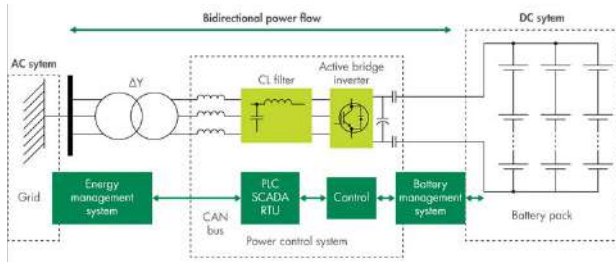 Bidirectional power flow
DC sytem
AC sytem
ΔY
CL filter
Active bridge
inverter
Grid
Energy
management
system
CAN
bus
PLC
SCADA
RTU
Control
Battery
management
system
Power control system
Battery pack